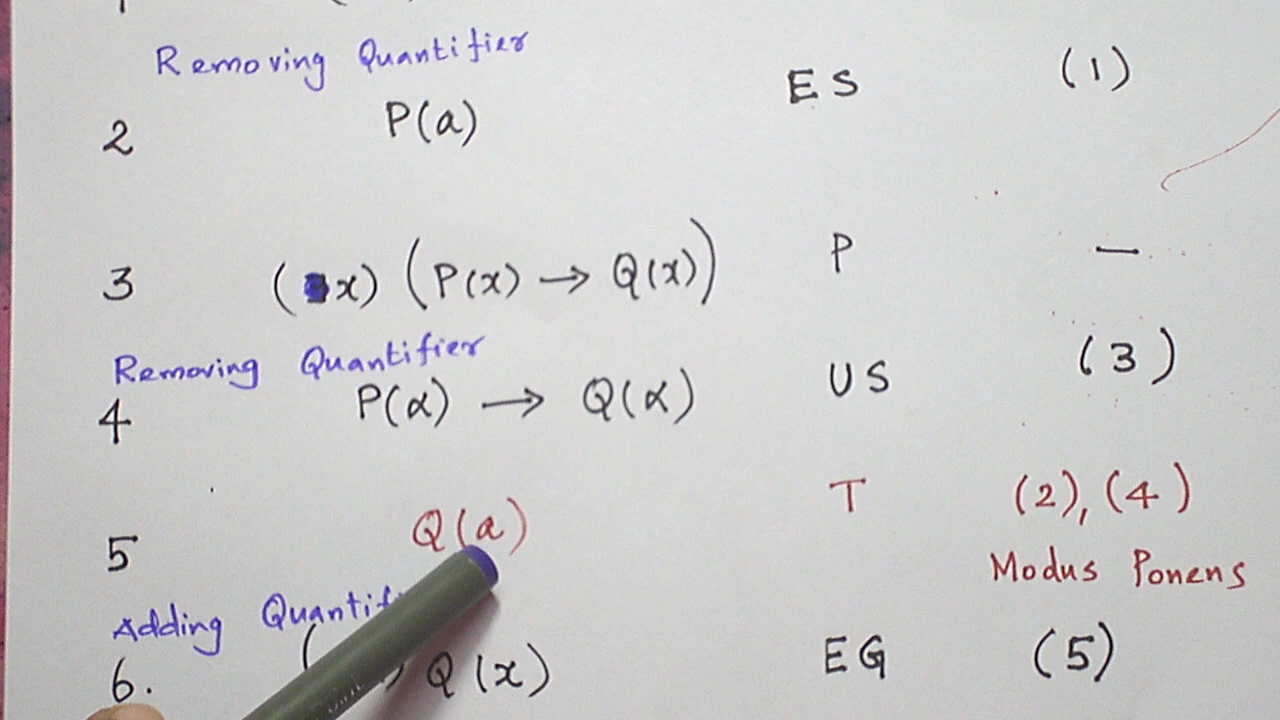 Removing Quantifier
2 P(a) ES (1)
3 (x) (P(x) → Q(x)) P —
Removing Quantifier
4 P(α) → Q(α) US (3)
5 Q(a) T (2), (4)
Modus Ponens
Adding
6. Q(x) EG (5)